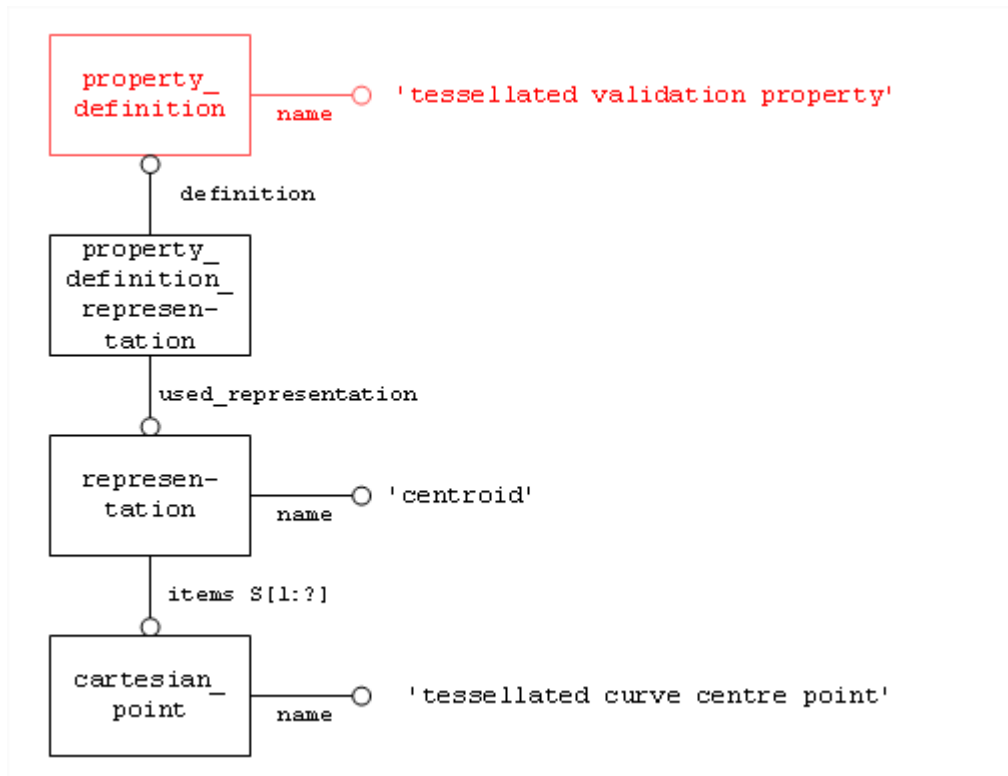 property_
definition
name
'tessellated validation property'
definition
property_
definition_
represen-
tation
used_representation
represen-
tation
name
'centroid'
items S[1:?]
cartesian_
point
name
'tessellated curve centre point'